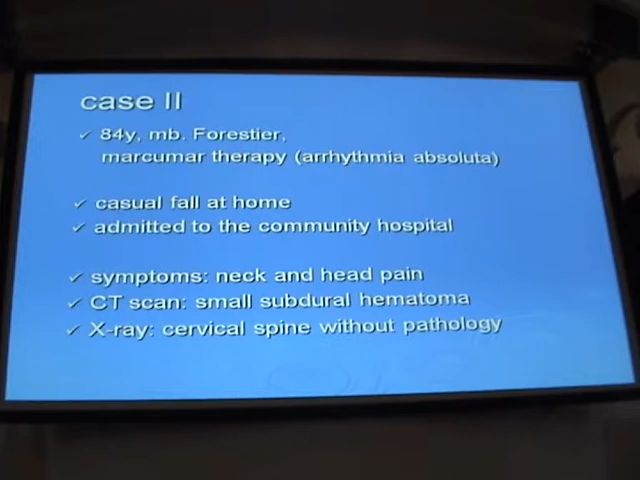 case II
✓ 84y, mb. Forestier,
marcumar therapy (arrhythmia absoluta)
✓ casual fall at home
✓ admitted to the community hospital
✓ symptoms: neck and head pain
✓ CT scan: small subdural hematoma
✓ X-ray: cervical spine without pathology